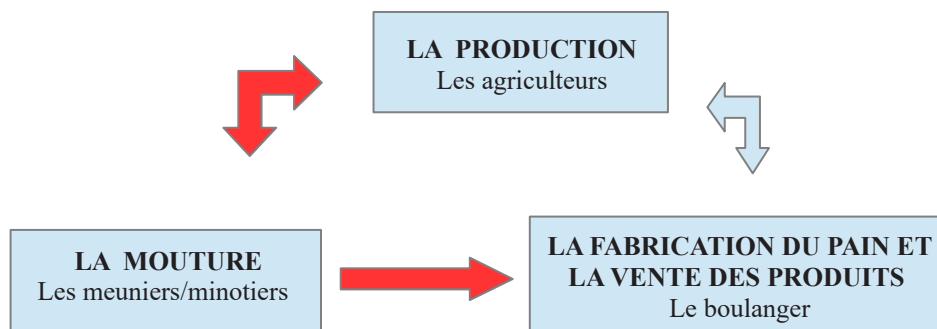 LA PRODUCTION
Les agriculteurs
LA MOUTURE
Les meuniers/minotiers
LA FABRICATION DU PAIN ET
LA VENTE DES PRODUITS
Le boulanger